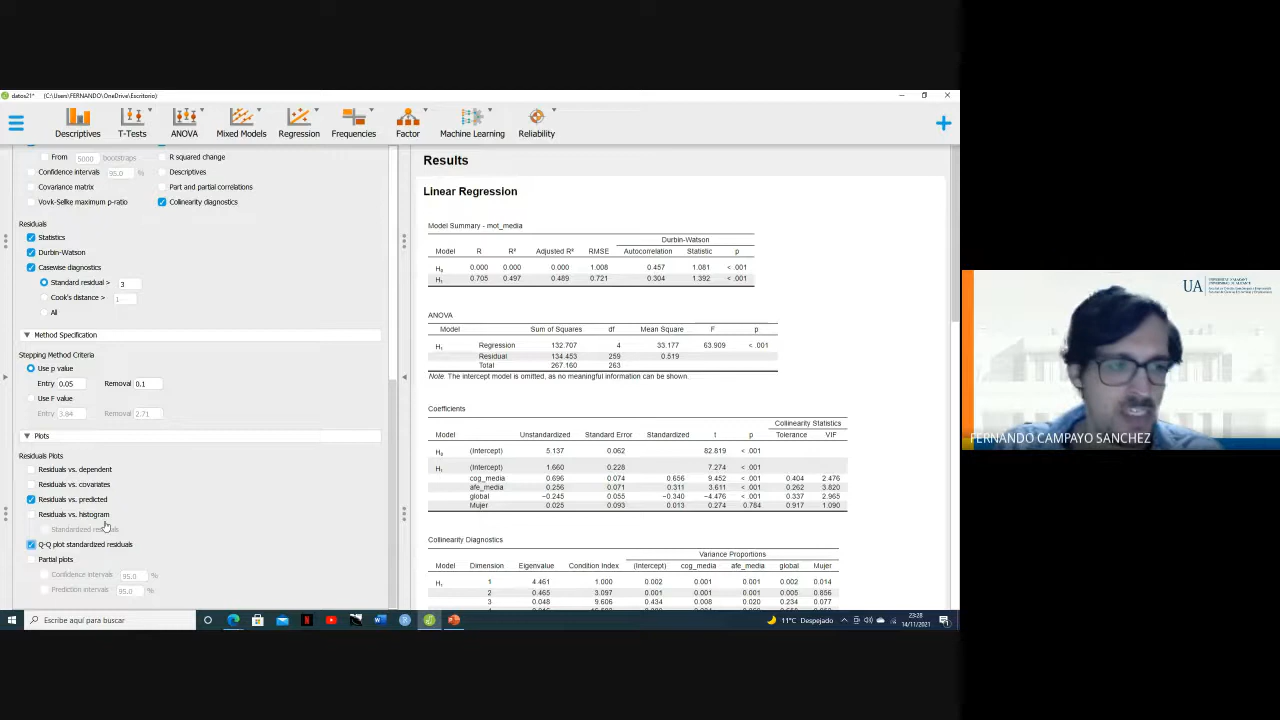 datos21* (C:\Users\FERNANDO\OneDrive\Escritorio)
Descriptives T-Tests ANOVA Mixed Models Regression Frequencies Factor Machine Learning Reliability
From 5000 bootstraps R squared change
Confidence intervals 95.0 % Descriptives
Covariance matrix Part and partial correlations
Vovk-Sellke maximum p-ratio Collinearity diagnostics
Residuals
Statistics
Durbin-Watson
Casewise diagnostics
Standard residual > 3
Cook's distance > 1
All
Method Specification
Stepping Method Criteria
Use p value
Entry 0.05 Removal 0.1
Use F value
Entry 3.84 Removal 2.71
Plots
Residuals Plots
Residuals vs. dependent
Residuals vs. covariates
Residuals vs. predicted
Residuals vs. histogram
Standardized residuals
Q-Q plot standardized residuals
Partial plots
Confidence intervals 95.0 %
Prediction intervals 95.0 %
Results
Linear Regression
Model Summary - mot_media
Durbin-Watson
Model R R² Adjusted R² RMSE Autocorrelation Statistic p
H₀ 0.000 0.000 0.000 1.008 0.457 1.081 < .001
H₁ 0.705 0.497 0.489 0.721 0.304 1.392 < .001
ANOVA
Model Sum of Squares df Mean Square F p
H₁ Regression 132.707 4 33.177 63.909 < .001
Residual 134.453 259 0.519
Total 267.160 263
Note. The intercept model is omitted, as no meaningful information can be shown.
Coefficients
Collinearity Statistics
Model Unstandardized Standard Error Standardized t p Tolerance VIF
H₀ (Intercept) 5.137 0.062 82.819 < .001
H₁ (Intercept) 1.660 0.228 7.274 < .001
cog_media 0.696 0.074 0.656 9.452 < .001 0.404 2.476
afe_media 0.256 0.071 0.311 3.611 < .001 0.262 3.820
global −0.245 0.055 −0.340 −4.476 < .001 0.337 2.965
Mujer 0.025 0.093 0.013 0.274 0.784 0.917 1.090
Collinearity Diagnostics
Variance Proportions
Model Dimension Eigenvalue Condition Index (Intercept) cog_media afe_media global Mujer
H₁ 1 4.461 1.000 0.002 0.001 0.001 0.002 0.014
2 0.465 3.097 0.001 0.001 0.001 0.005 0.856
3 0.048 9.606 0.434 0.008 0.020 0.234 0.077
Escribe aquí para buscar
11°C Despejado
23:28
14/11/2021
UA
FERNANDO CAMPAYO SANCHEZ